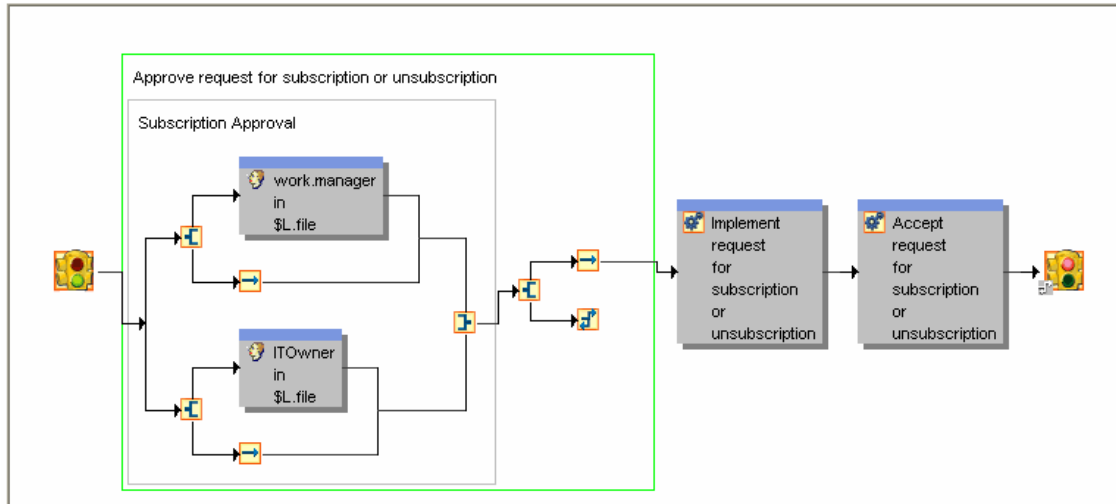 Approve request for subscription or unsubscription
Subscription Approval
work.manager
in
$L.file
ITOwner
in
$L.file
Implement
request
for
subscription
or
unsubscription
Accept
request
for
subscription
or
unsubscription